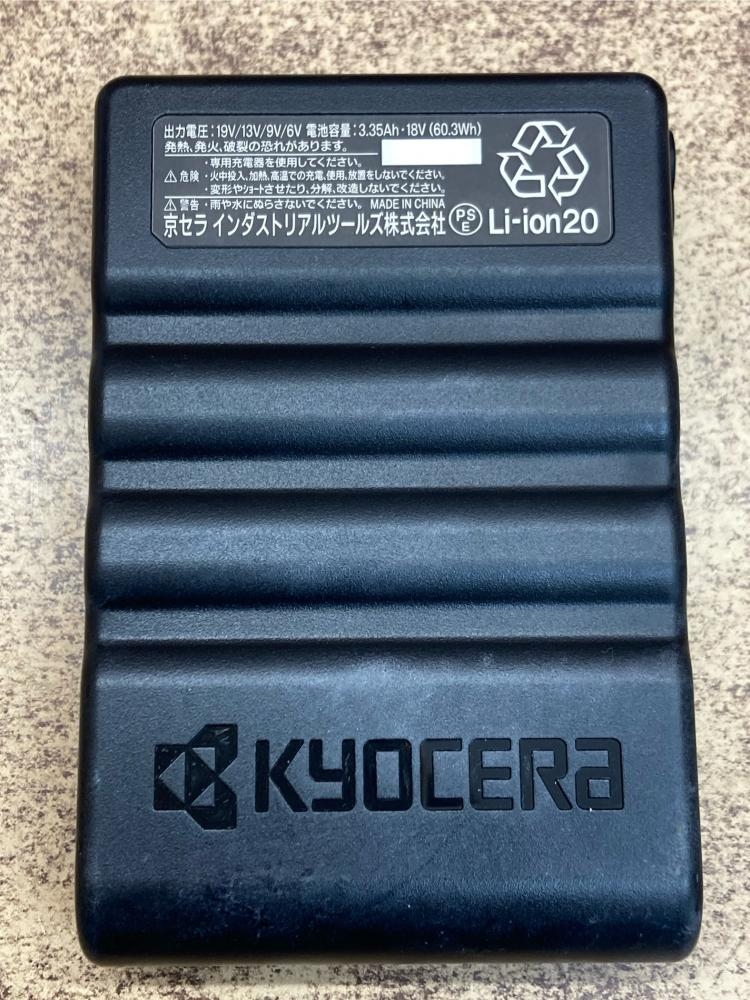 出力電圧:19V/13V/9V/6V 電池容量:3.35Ah・18V(60.3Wh)
発熱、発火、破裂の恐れがあります。
・専用充電器を使用してください。
⚠危険・火中投入、加熱、高温での充電、使用、放置をしないでください。
・変形やショートさせたり、分解、改造しないでください。
⚠警告・雨や水にぬらさないでください。 MADE IN CHINA
京セラ インダストリアルツールズ株式会社 PSE Li-ion20
KYOCERA